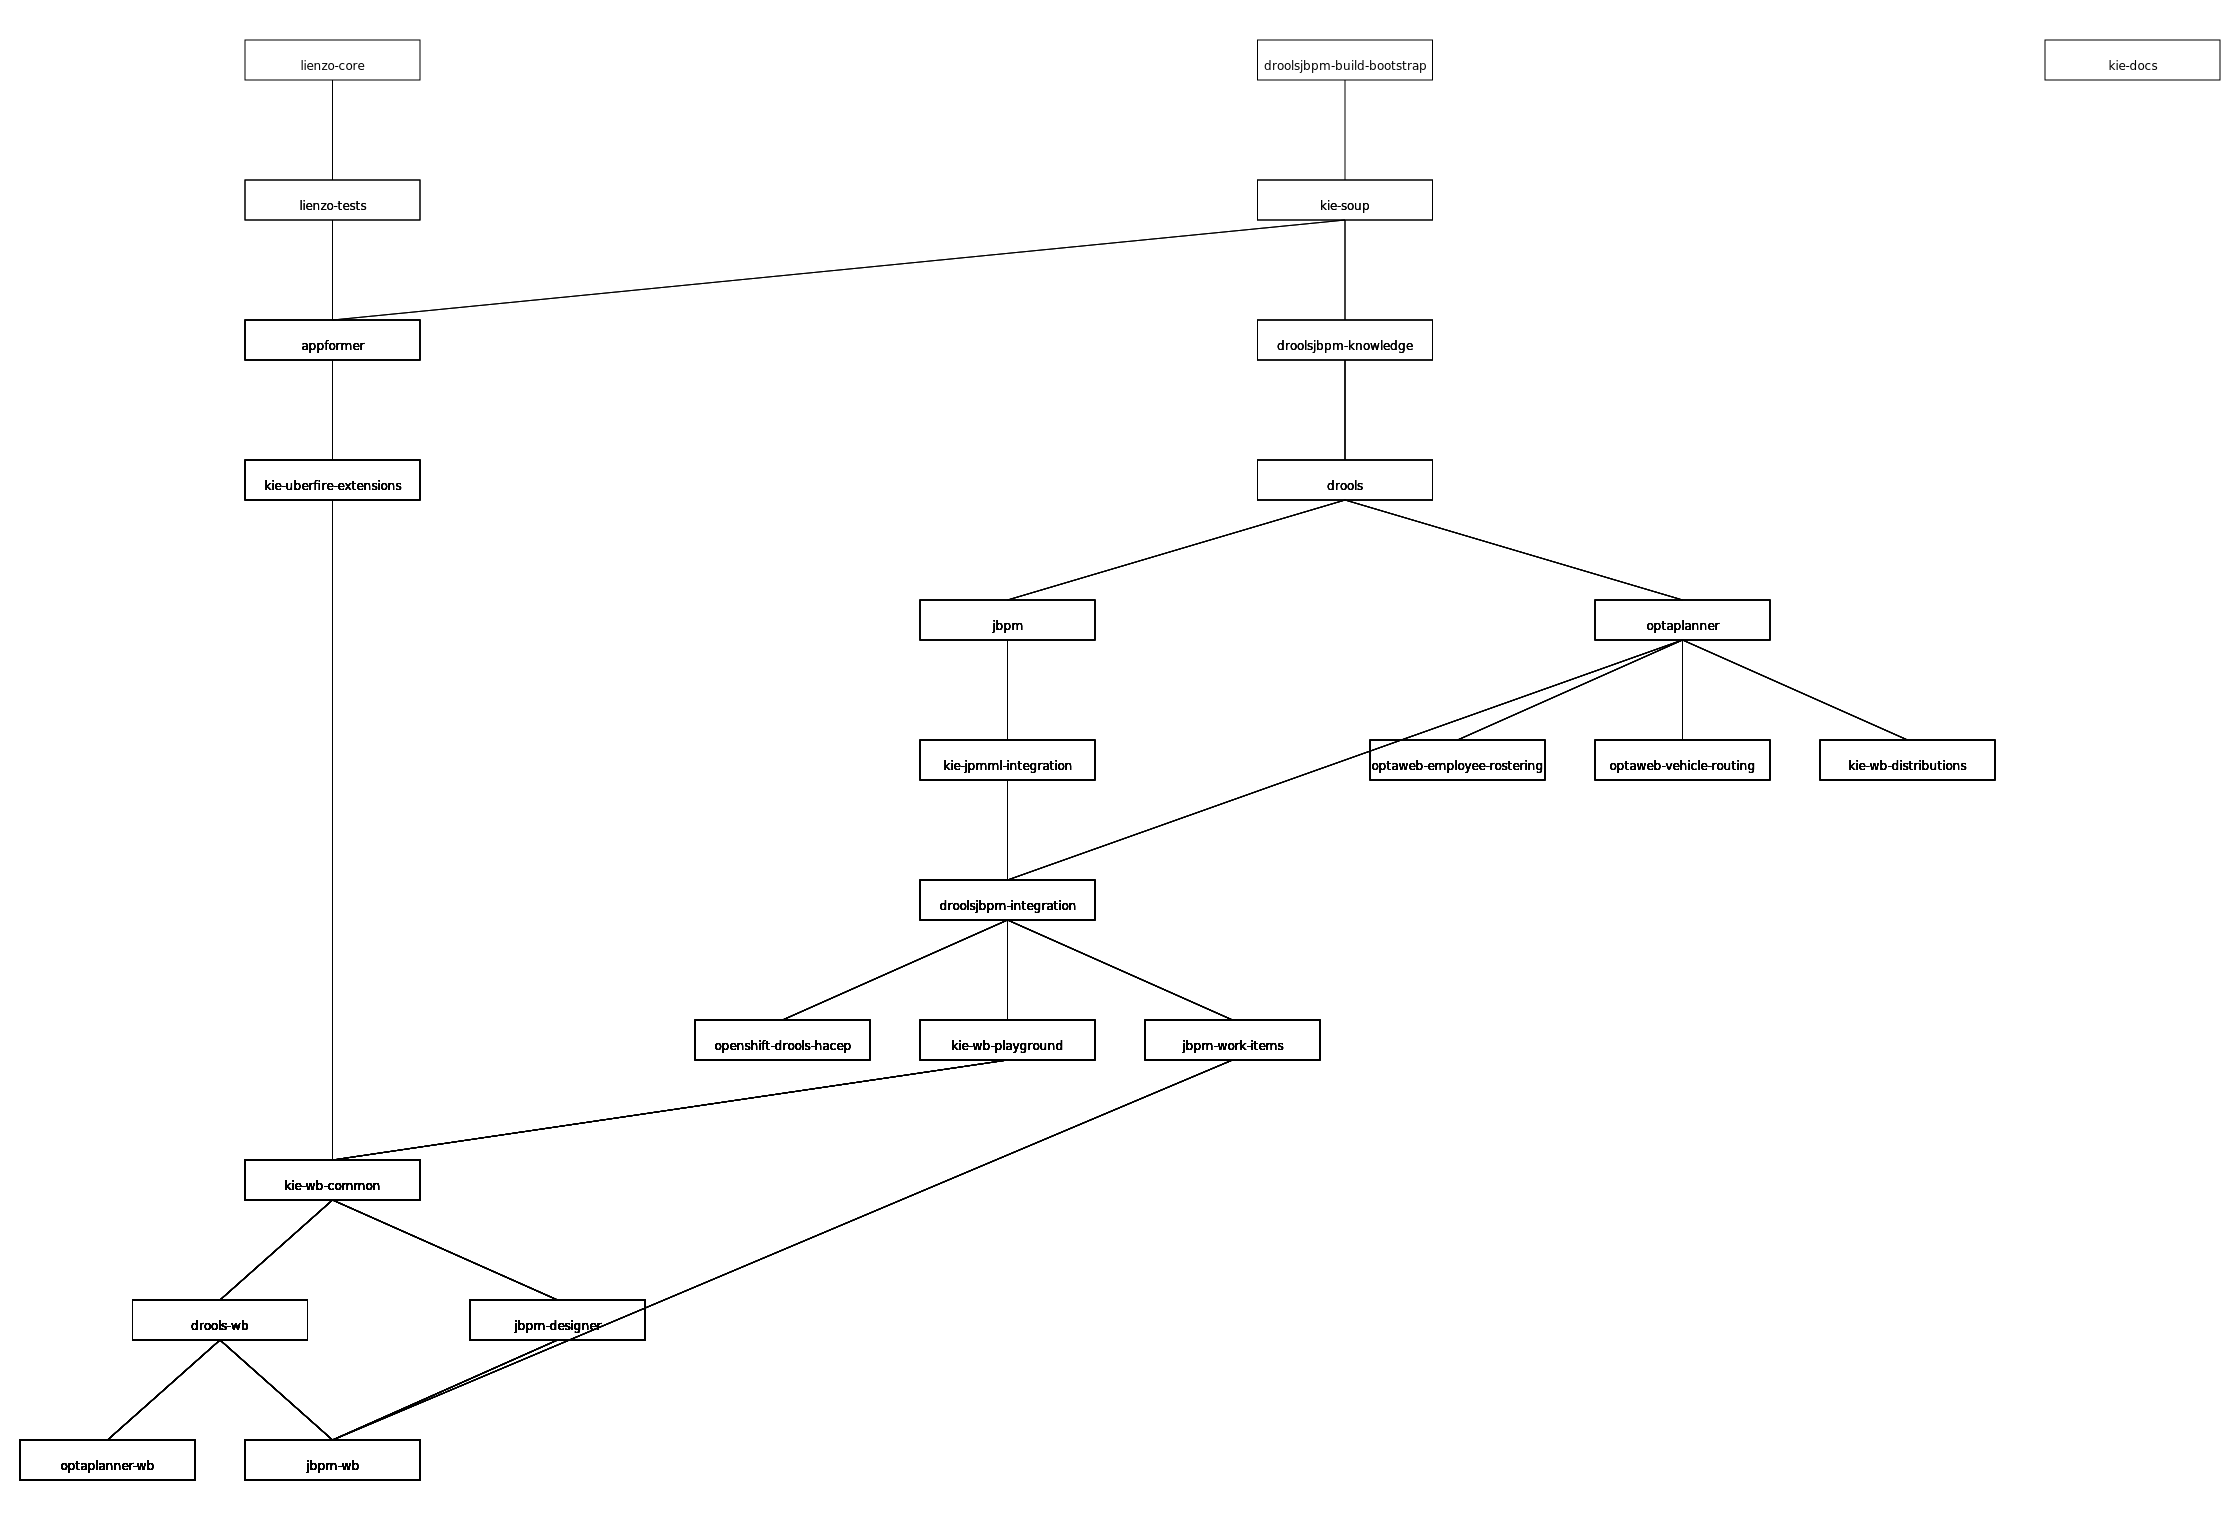 lienzo-core
droolsjbpm-build-bootstrap
kie-docs
lienzo-tests
kie-soup
appformer
droolsjbpm-knowledge
kie-uberfire-extensions
drools
jbpm
optaplanner
kie-jpmml-integration
optaweb-employee-rostering
optaweb-vehicle-routing
kie-wb-distributions
droolsjbpm-integration
openshift-drools-hacep
kie-wb-playground
jbpm-work-items
kie-wb-common
drools-wb
jbpm-designer
optaplanner-wb
jbpm-wb